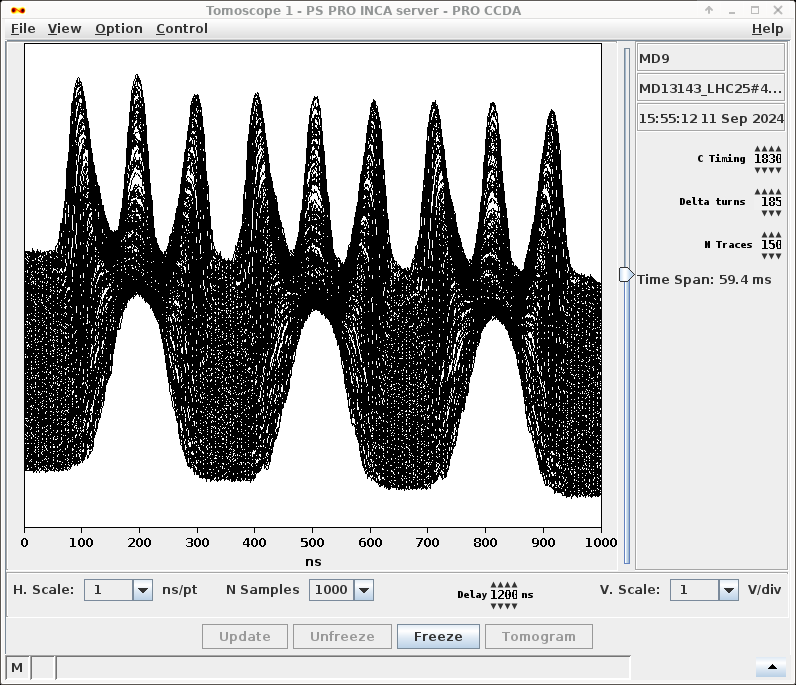 Tomoscope 1 - PS PRO INCA server - PRO CCDA
File View Option Control Help
MD9
MD13143_LHC25#4...
15:55:12 11 Sep 2024
C Timing 1830
Delta turns 185
N Traces 150
Time Span: 59.4 ms
0 100 200 300 400 500 600 700 800 900 1000
ns
H. Scale: 1 ns/pt N Samples 1000 Delay 1200 ns V. Scale: 1 V/div
Update Unfreeze Freeze Tomogram
M